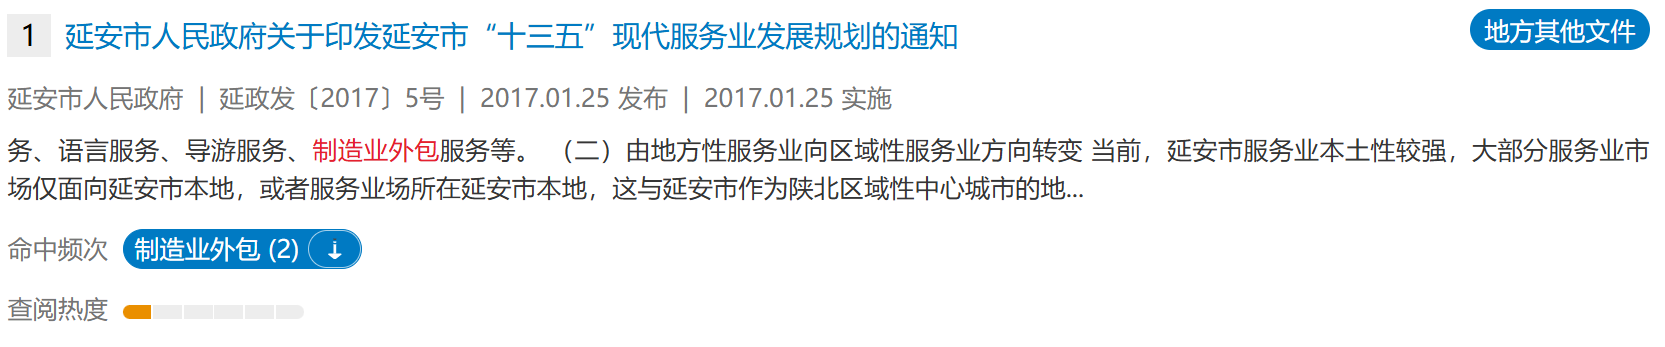 1 延安市人民政府关于印发延安市“十三五”现代服务业发展规划的通知 地方其他文件
延安市人民政府 | 延政发〔2017〕5号 | 2017.01.25 发布 | 2017.01.25 实施
务、语言服务、导游服务、制造业外包服务等。 （二）由地方性服务业向区域性服务业方向转变 当前，延安市服务业本土性较强，大部分服务业市
场仅面向延安市本地，或者服务业场所在延安市本地，这与延安市作为陕北区域性中心城市的地...
命中频次 制造业外包 (2)
查阅热度